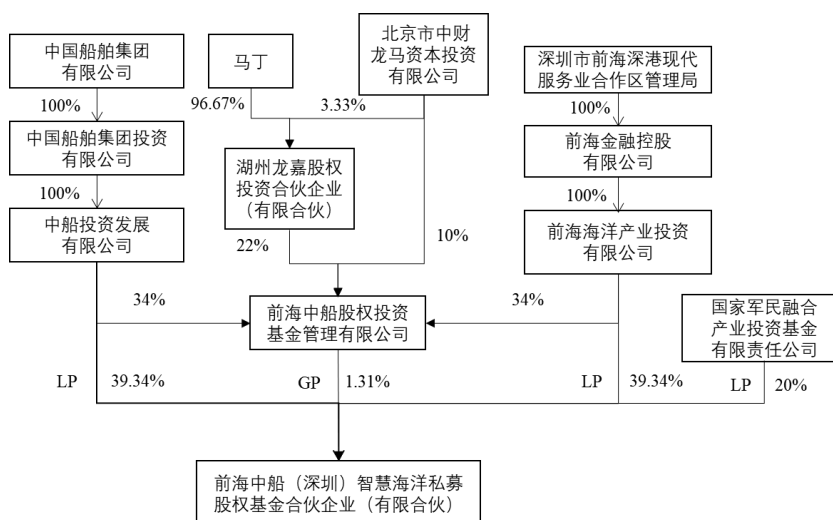 中国船舶集团
有限公司
马丁
北京市中财
龙马资本投资
有限公司
深圳市前海深港现代
服务业合作区管理局
100%
96.67%
3.33%
100%
中国船舶集团投资
有限公司
湖州龙嘉股权
投资合伙企业
（有限合伙）
前海金融控股
有限公司
100%
100%
中船投资发展
有限公司
22%
10%
前海海洋产业投资
有限公司
34%
前海中船股权投资
基金管理有限公司
34%
国家军民融合
产业投资基金
有限责任公司
LP
39.34%
GP
1.31%
LP
39.34%
LP
20%
前海中船（深圳）智慧海洋私募
股权基金合伙企业（有限合伙）